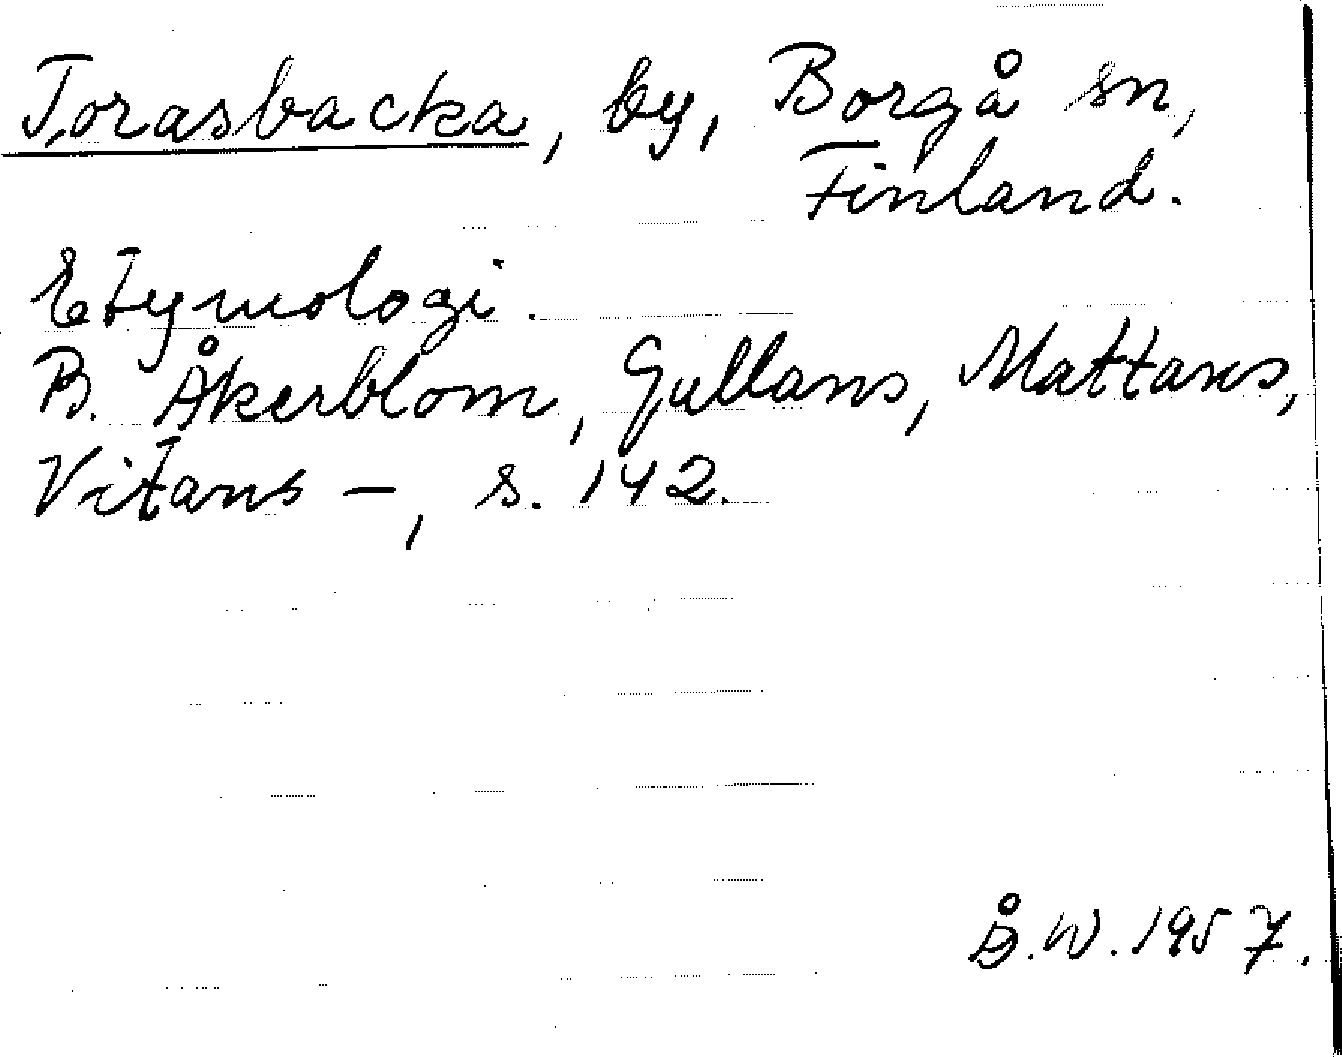 Torasbacka, by, Borgå sn,
Finland.
Etymologi.
B. Åkerblom, Gullans, Mattans,
Vitans –, s. 142.
Å.W. 1957.